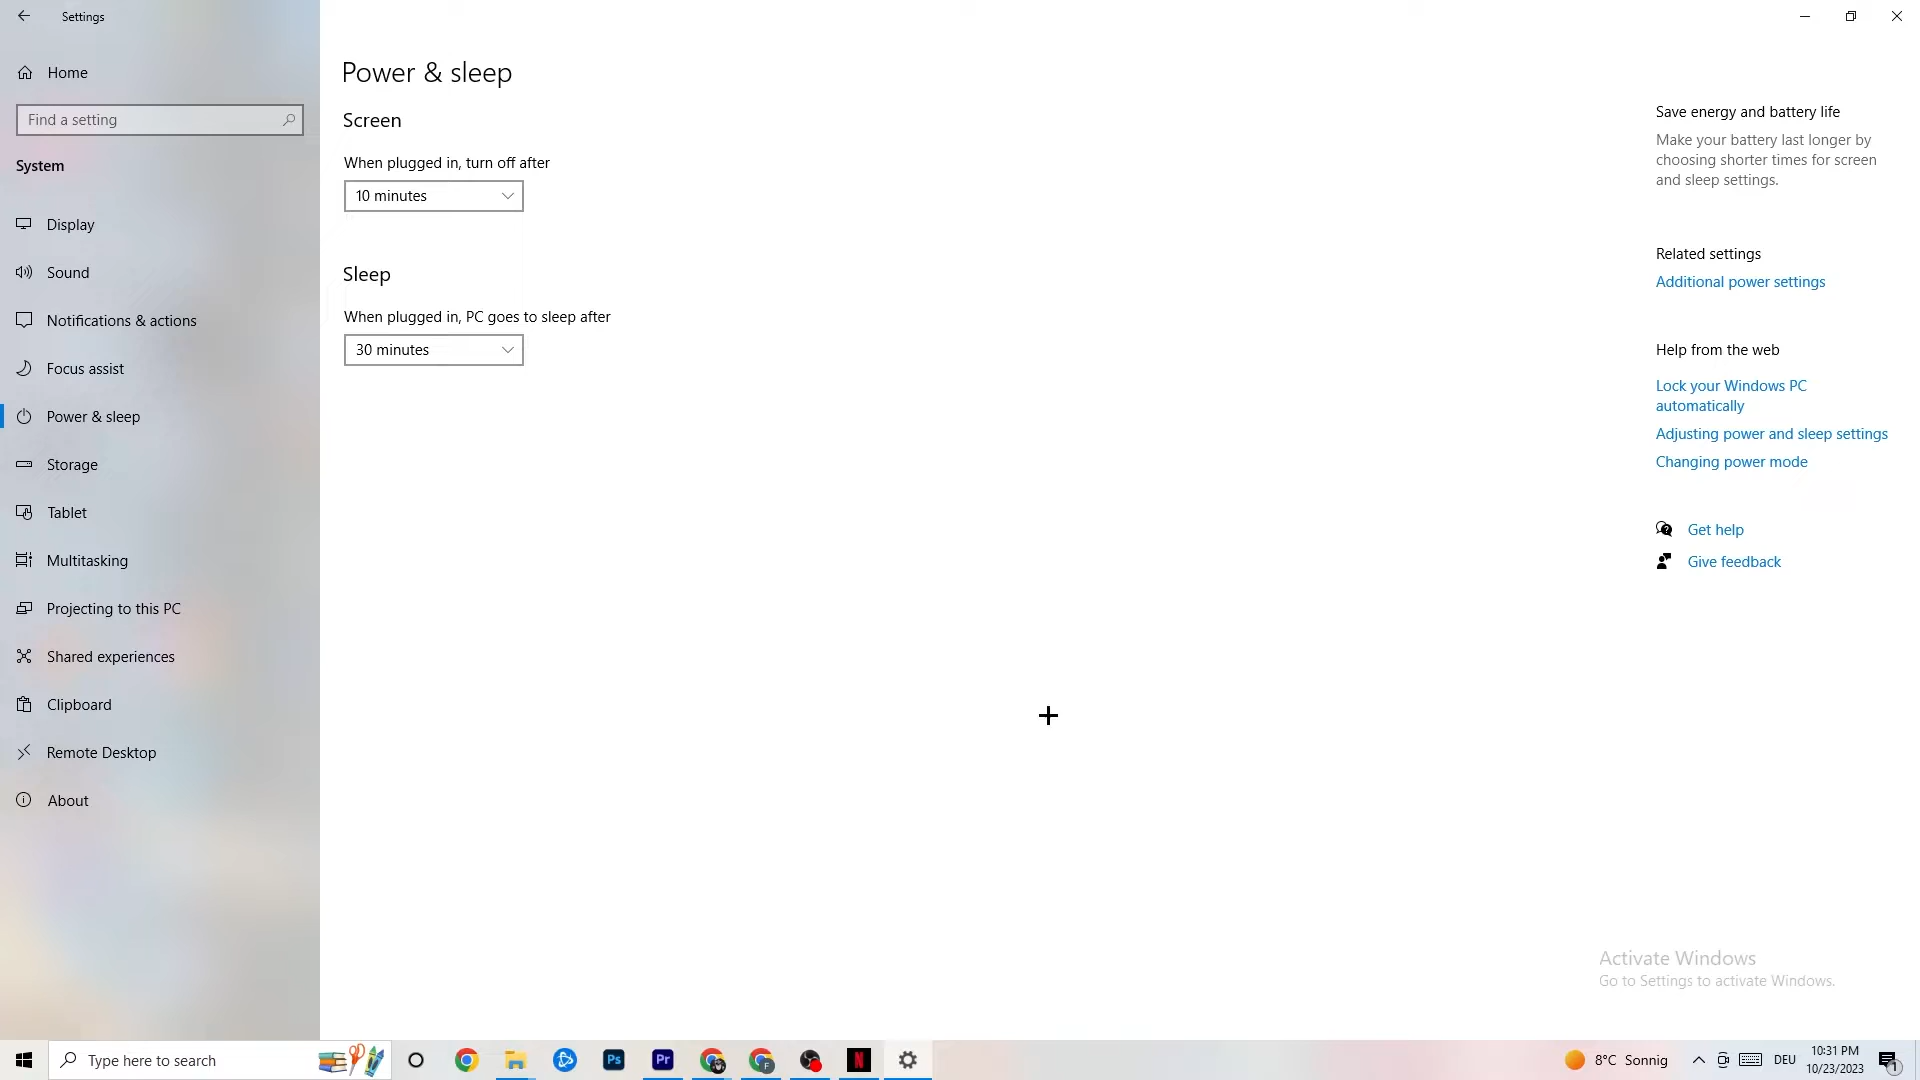 Settings
Home
Find a setting
System
Display
Sound
Notifications & actions
Focus assist
Power & sleep
Storage
Tablet
Multitasking
Projecting to this PC
Shared experiences
Clipboard
Remote Desktop
About
Power & sleep
Screen
When plugged in, turn off after
10 minutes
Sleep
When plugged in, PC goes to sleep after
30 minutes
Save energy and battery life
Make your battery last longer by
choosing shorter times for screen
and sleep settings.
Related settings
Additional power settings
Help from the web
Lock your Windows PC
automatically
Adjusting power and sleep settings
Changing power mode
Get help
Give feedback
Activate Windows
Go to Settings to activate Windows.
Type here to search
Ps
Pr
F
N
8°C Sonnig
DEU
10:31 PM
10/23/2023
1